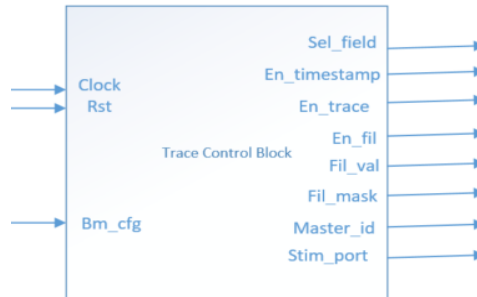 Sel_field
En_timestamp
Clock
Rst
En_trace
En_fil
Trace Control Block
Fil_val
Fil_mask
Bm_cfg
Master_id
Stim_port